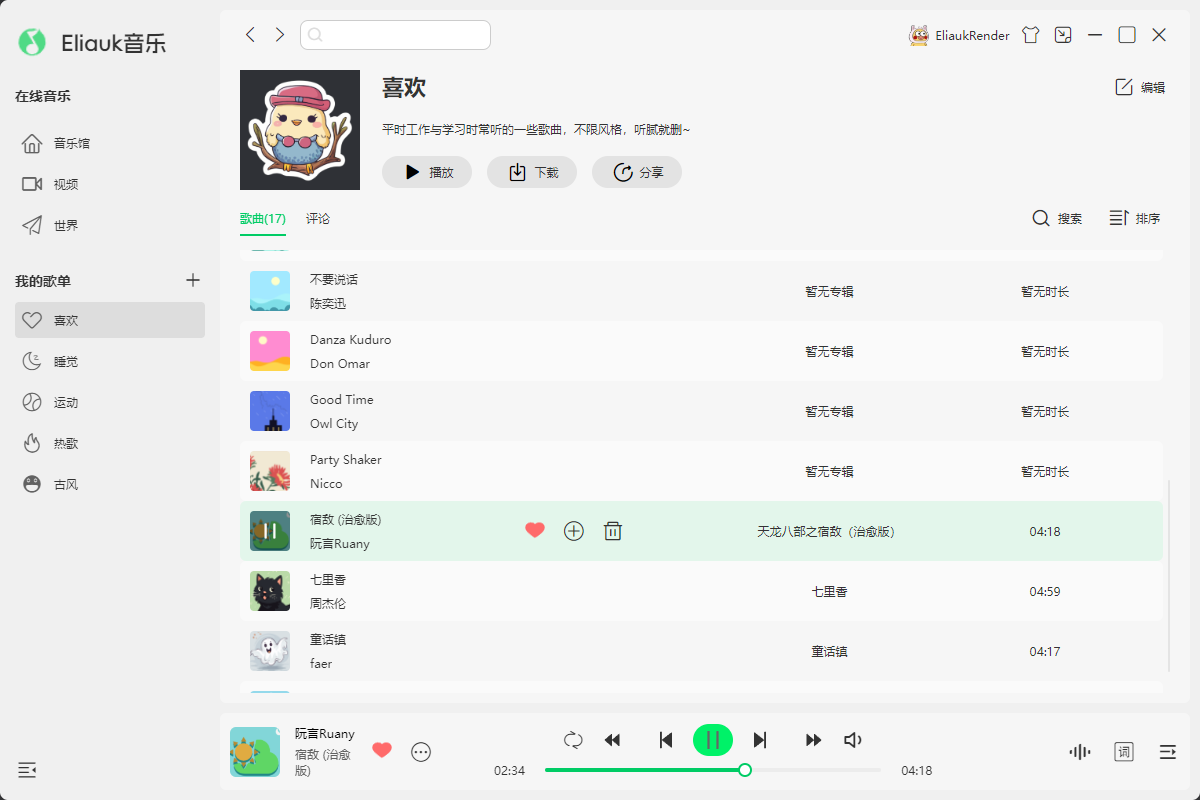 Eliauk音乐
EliaukRender
在线音乐
音乐馆
视频
世界
我的歌单
喜欢
睡觉
运动
热歌
古风
喜欢
编辑
平时工作与学习时常听的一些歌曲，不限风格，听腻就删~
播放 下载 分享
歌曲(17) 评论 搜索 排序
不要说话
陈奕迅
暂无专辑 暂无时长
Danza Kuduro
Don Omar
暂无专辑 暂无时长
Good Time
Owl City
暂无专辑 暂无时长
Party Shaker
Nicco
暂无专辑 暂无时长
宿敌 (治愈版)
阮言Ruany
天龙八部之宿敌（治愈版） 04:18
七里香
周杰伦
七里香 04:59
童话镇
faer
童话镇 04:17
阮言Ruany
宿敌 (治愈
版)
02:34 04:18
词